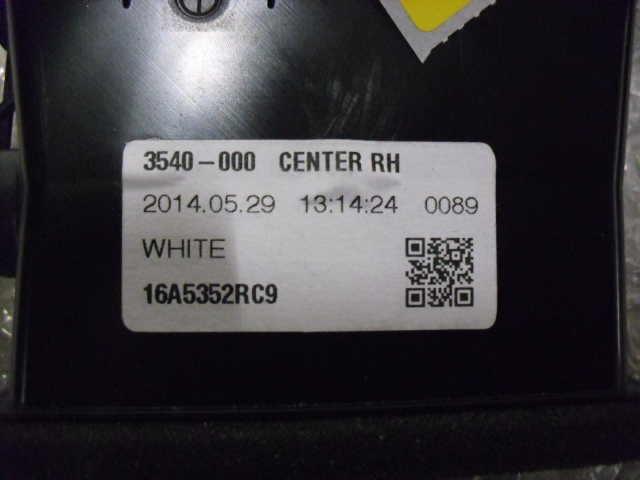 3540-000 CENTER RH
2014.05.29 13:14:24 0089
WHITE
16A5352RC9